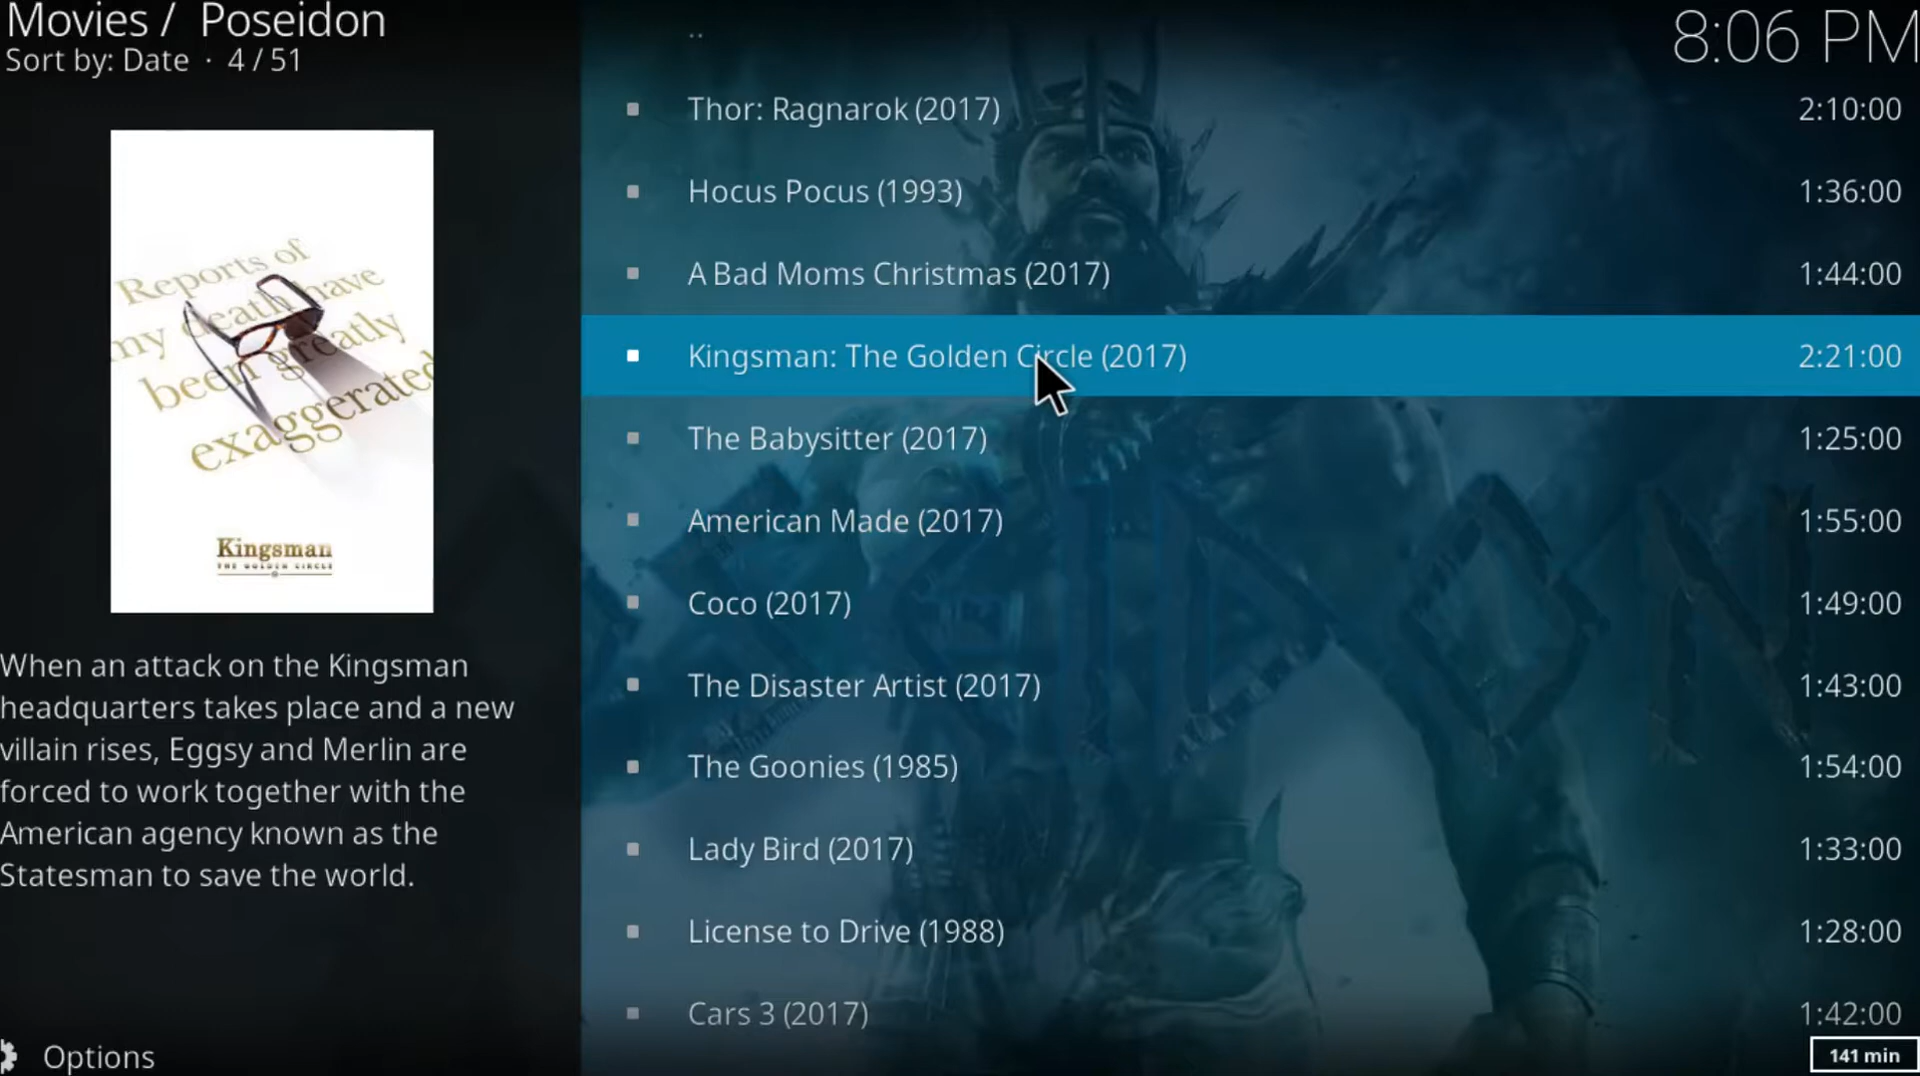 Movies / Poseidon
Sort by: Date · 4 / 51
8:06 PM
..
Thor: Ragnarok (2017) 2:10:00
Hocus Pocus (1993) 1:36:00
A Bad Moms Christmas (2017) 1:44:00
Kingsman: The Golden Circle (2017) 2:21:00
The Babysitter (2017) 1:25:00
American Made (2017) 1:55:00
Coco (2017) 1:49:00
The Disaster Artist (2017) 1:43:00
The Goonies (1985) 1:54:00
Lady Bird (2017) 1:33:00
License to Drive (1988) 1:28:00
Cars 3 (2017) 1:42:00
Reports of
my death have
been greatly
exaggerated
Kingsman
THE GOLDEN CIRCLE
When an attack on the Kingsman
headquarters takes place and a new
villain rises, Eggsy and Merlin are
forced to work together with the
American agency known as the
Statesman to save the world.
Options
141 min